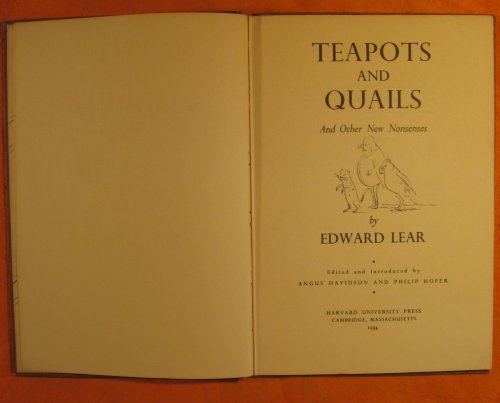 TEAPOTS
AND
QUAILS
And Other New Nonsenses
by
EDWARD LEAR
Edited and Introduced by
ANGUS DAVIDSON AND PHILIP HOFER
HARVARD UNIVERSITY PRESS
CAMBRIDGE, MASSACHUSETTS
1954